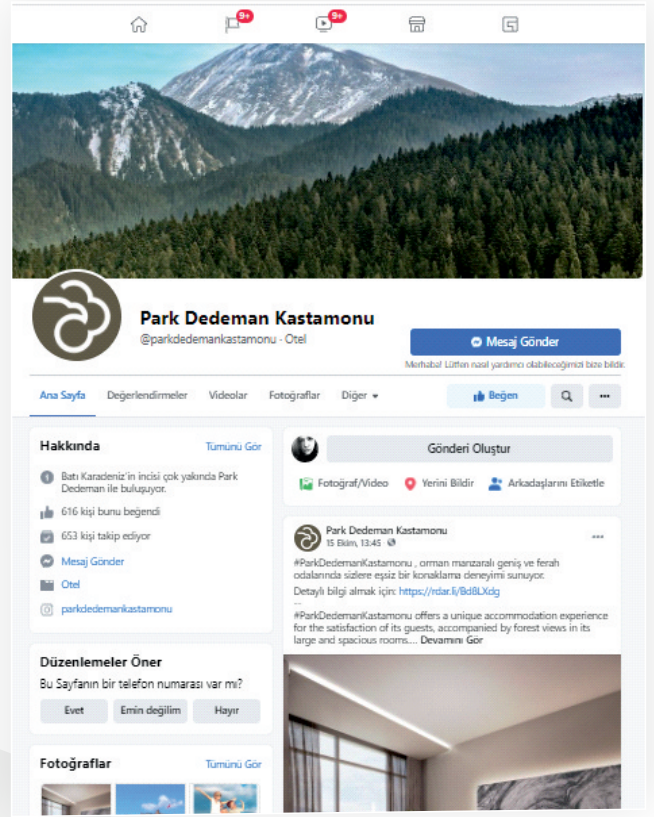 9+
9+
Park Dedeman Kastamonu
@parkdedemankastamonu · Otel
Mesaj Gönder
Merhaba! Lütfen nasıl yardımcı olabileceğimizi bize bildir.
Ana Sayfa
Değerlendirmeler
Videolar
Fotoğraflar
Diğer
Beğen
Hakkında
Tümünü Gör
Batı Karadeniz'in incisi çok yakında Park
Dedeman ile buluşuyor.
616 kişi bunu beğendi
653 kişi takip ediyor
Mesaj Gönder
Otel
parkdedemankastamonu
Düzenlemeler Öner
Bu Sayfanın bir telefon numarası var mı?
Evet
Emin değilim
Hayır
Fotoğraflar
Tümünü Gör
Gönderi Oluştur
Fotoğraf/Video
Yerini Bildir
Arkadaşlarını Etiketle
Park Dedeman Kastamonu
15 Ekim, 13:45
#ParkDedemanKastamonu , orman manzaralı geniş ve ferah
odalarında sizlere eşsiz bir konaklama deneyimi sunuyor.
Detaylı bilgi almak için: https://rdar.li/Bd8LXdg
...
#ParkDedemanKastamonu offers a unique accommodation experience
for the satisfaction of its guests, accompanied by forest views in its
large and spacious rooms.... Devamını Gör